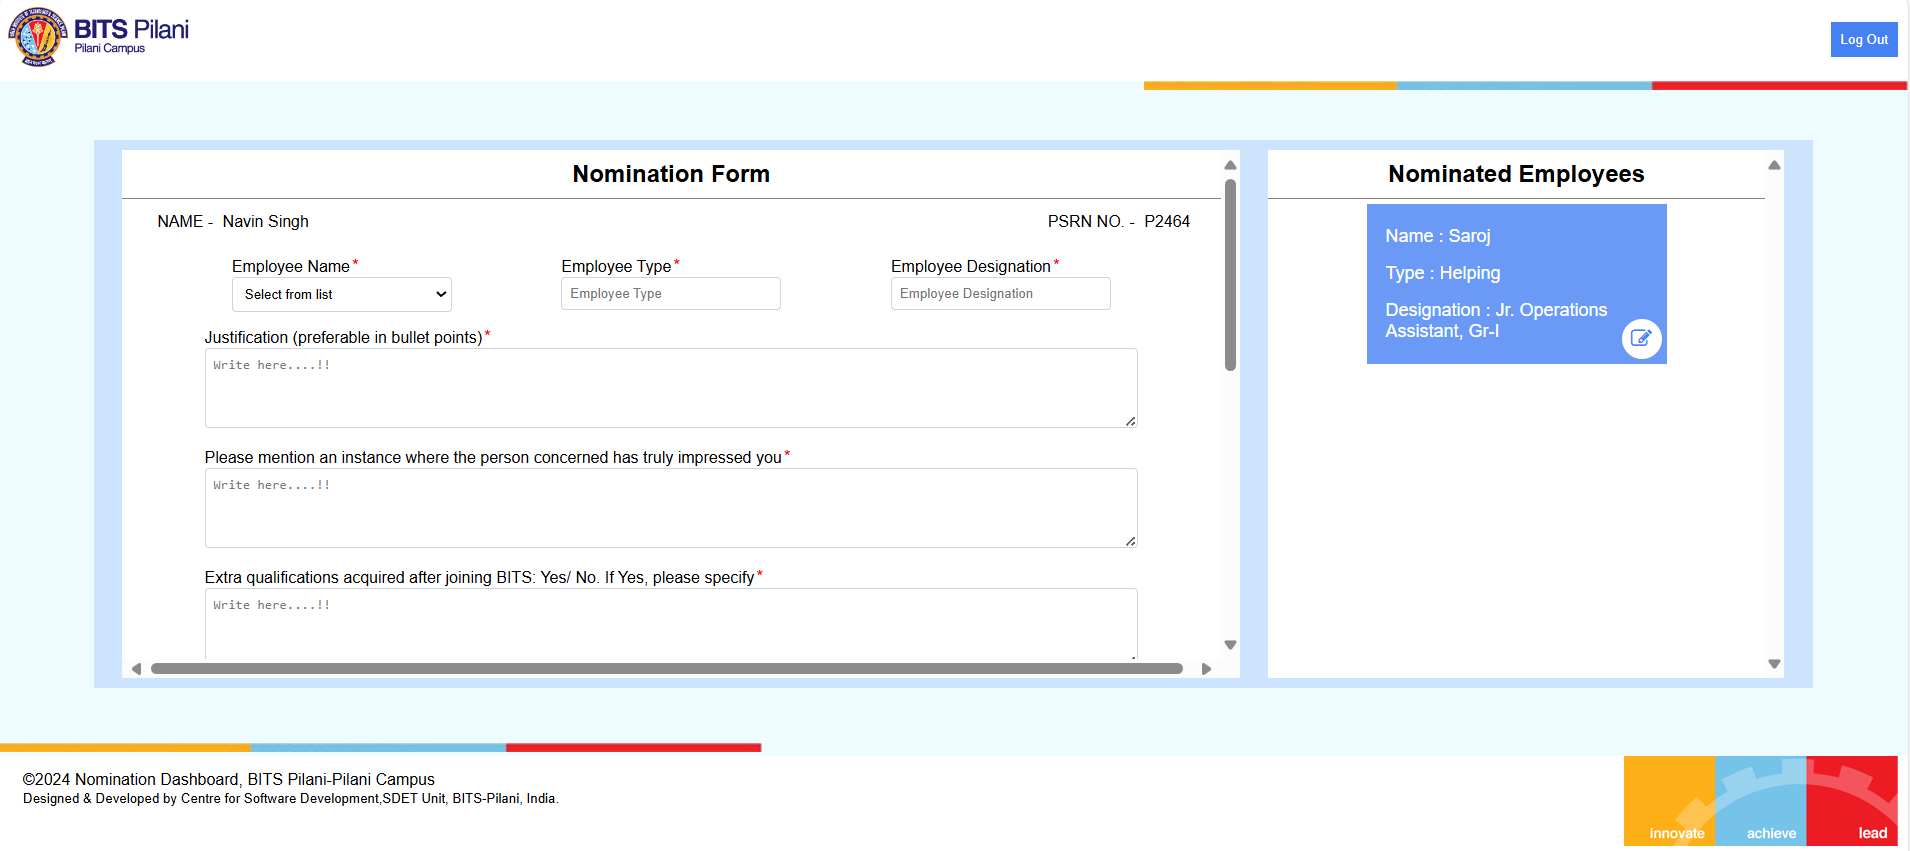 BITS Pilani
Pilani Campus
Log Out
Nomination Form
NAME - Navin Singh
PSRN NO. - P2464
Employee Name*
Employee Type*
Employee Designation*
Select from list
Employee Type
Employee Designation
Justification (preferable in bullet points)*
Write here....!!
Please mention an instance where the person concerned has truly impressed you*
Write here....!!
Extra qualifications acquired after joining BITS: Yes/ No. If Yes, please specify*
Write here....!!
Nominated Employees
Name : Saroj
Type : Helping
Designation : Jr. Operations
Assistant, Gr-I
©2024 Nomination Dashboard, BITS Pilani-Pilani Campus
Designed & Developed by Centre for Software Development,SDET Unit, BITS-Pilani, India.
innovate
achieve
lead